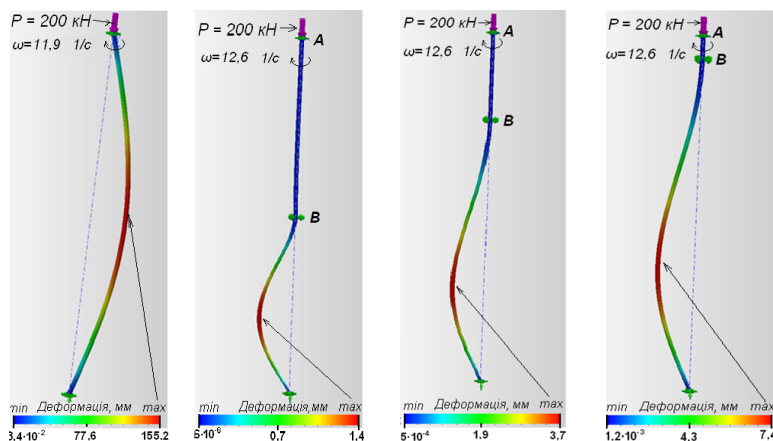 P = 200 кН
ω=11,9 1/с
min Деформація, мм max
3.4-10⁻² 77.6 155.2
P = 200 кН
A
ω=12,6 1/с
B
min Деформація, мм max
0,7 1,4
P = 200 кН
A
ω=12,6 1/с
B
min Деформація, мм max
5·10⁻⁴ 1.9 3.7
P = 200 кН
A
ω=12,6 1/с
B
min Деформація, мм max
1.2·10⁻³ 4.3